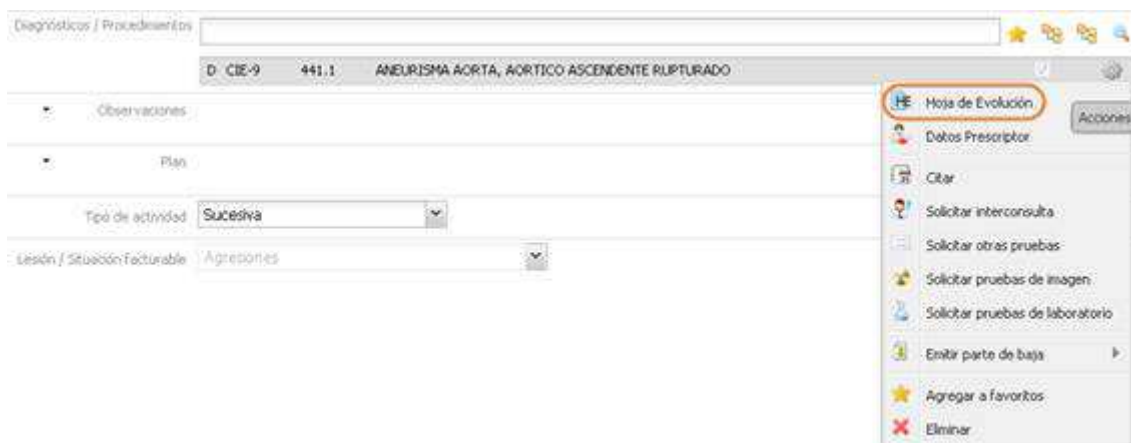 Diagnósticos / Procedimientos
D CIE-9 441.1 ANEURISMA AORTA, AORTICO ASCENDENTE RUPTURADO
HE Hoja de Evolución
Acciones
Observaciones
Datos Prescriptor
Plan
Citar
Tipo de actividad Sucesiva
Solicitar interconsulta
Solicitar otras pruebas
Lesión / Situación facturable Agresiones
Solicitar pruebas de imagen
Solicitar pruebas de laboratorio
Emitir parte de baja
Agregar a favoritos
Eliminar